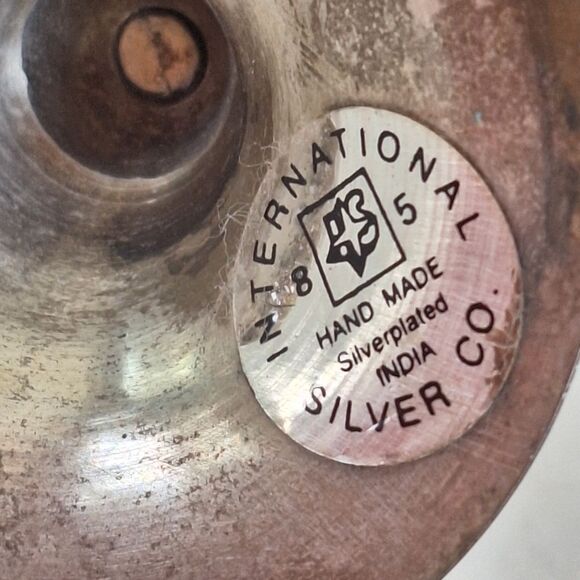 INTERNATIONAL
8 5
HAND MADE
Silverplated
INDIA
SILVER CO.